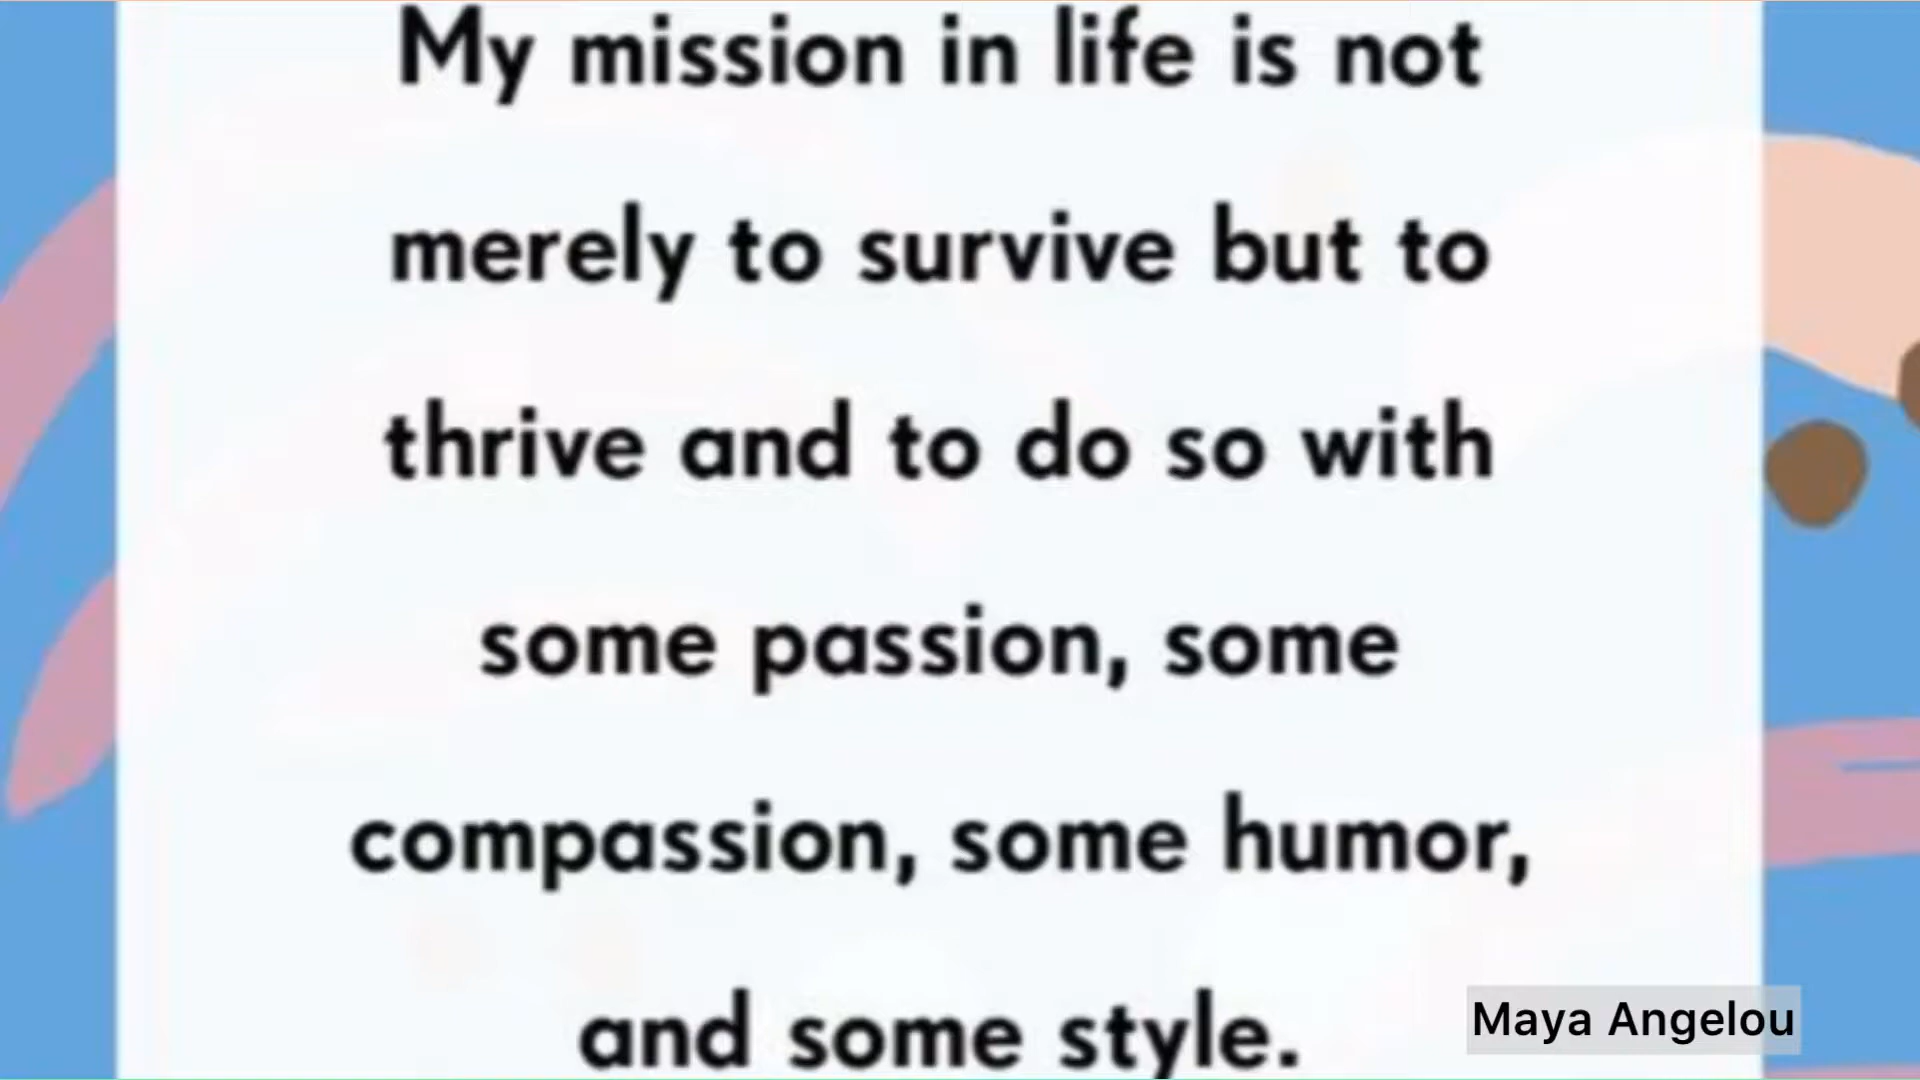 My mission in life is not
merely to survive but to
thrive and to do so with
some passion, some
compassion, some humor,
and some style.
Maya Angelou